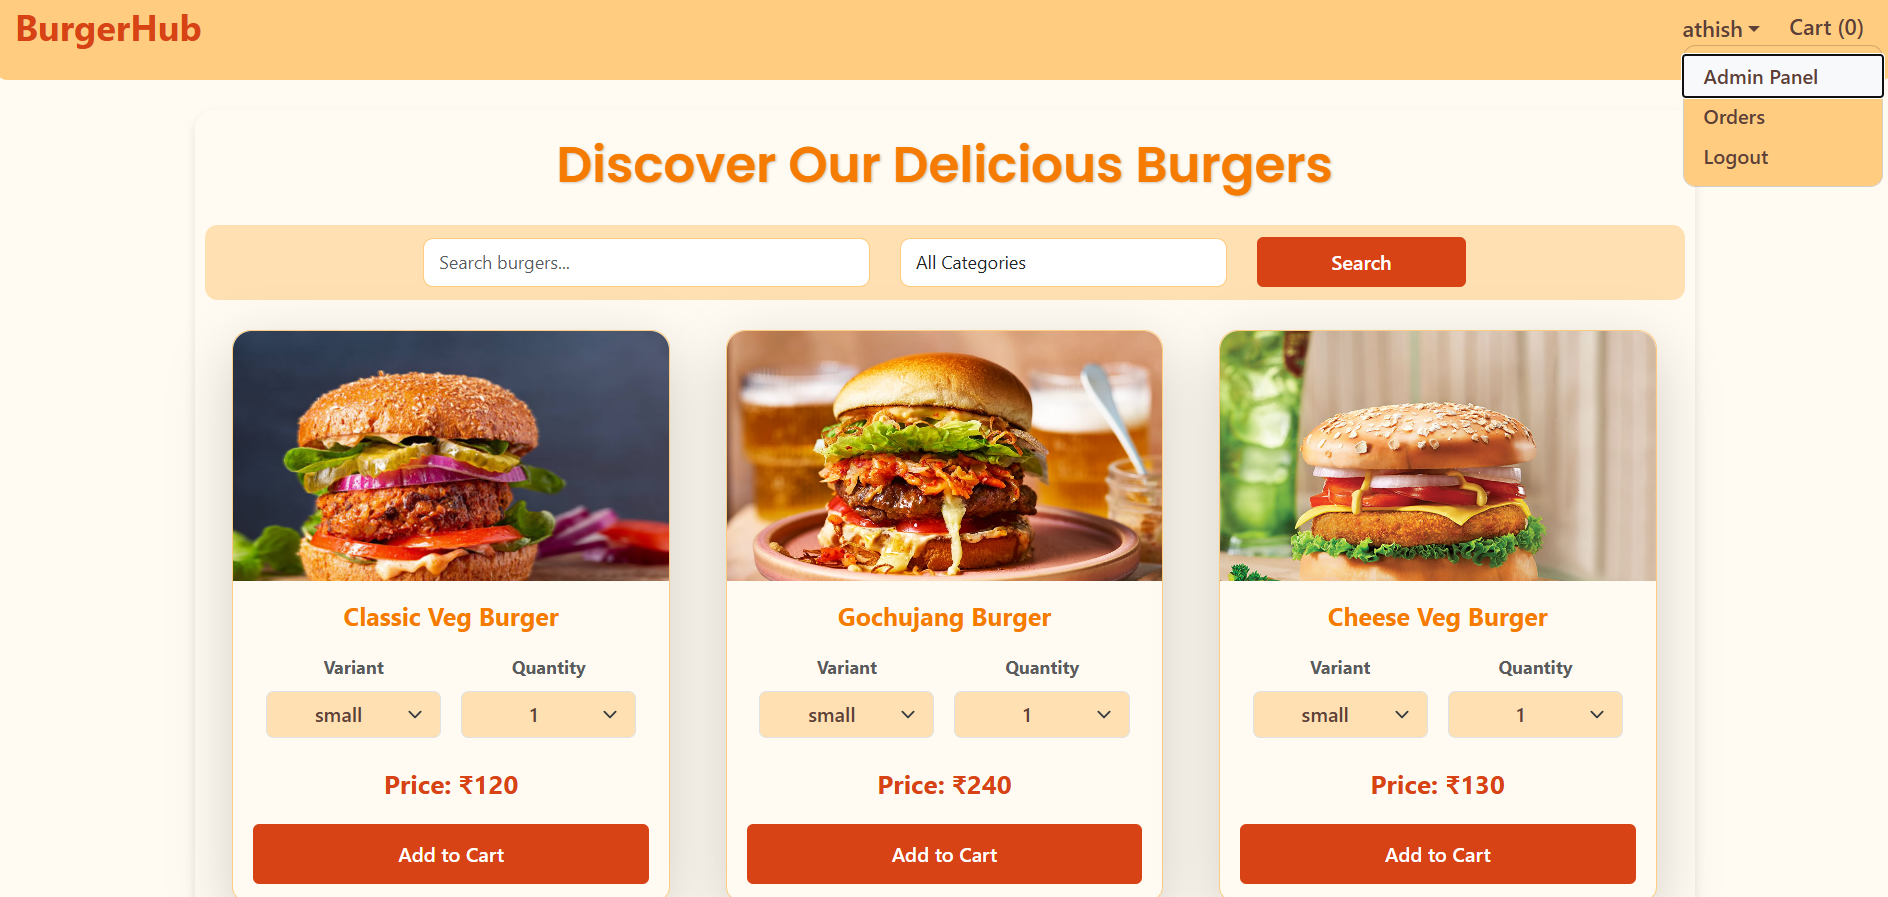 BurgerHub
athish
Cart (0)
Admin Panel
Orders
Logout
Discover Our Delicious Burgers
Search burgers...
All Categories
Search
Classic Veg Burger
Variant
Quantity
small
1
Price: ₹120
Add to Cart
Gochujang Burger
Variant
Quantity
small
1
Price: ₹240
Add to Cart
Cheese Veg Burger
Variant
Quantity
small
1
Price: ₹130
Add to Cart